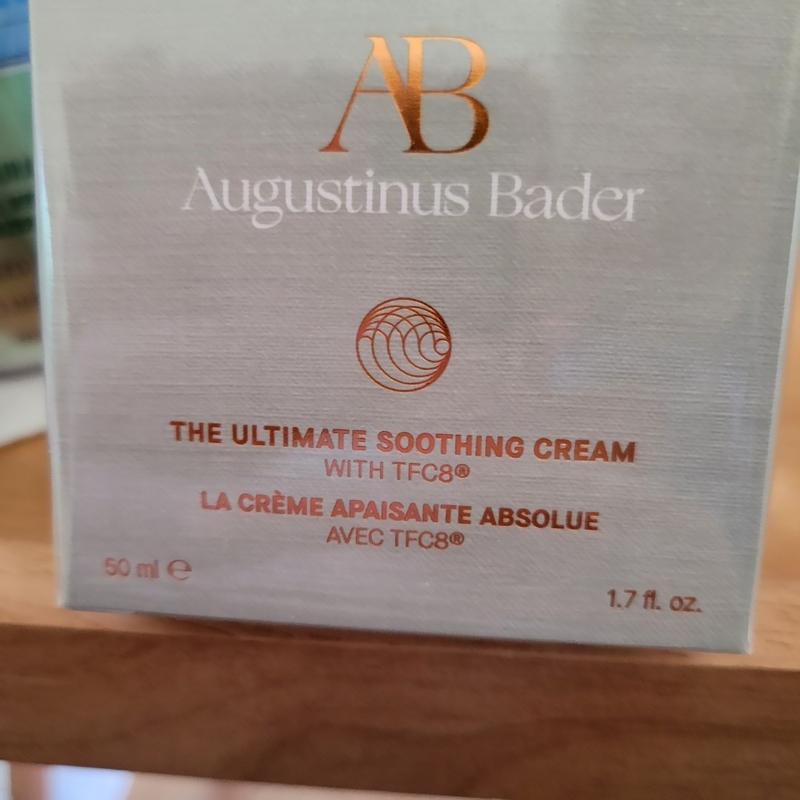 AB
Augustinus Bader
THE ULTIMATE SOOTHING CREAM
WITH TFC8®
LA CRÈME APAISANTE ABSOLUE
AVEC TFC8®
50 ml ℮
1.7 fl. oz.